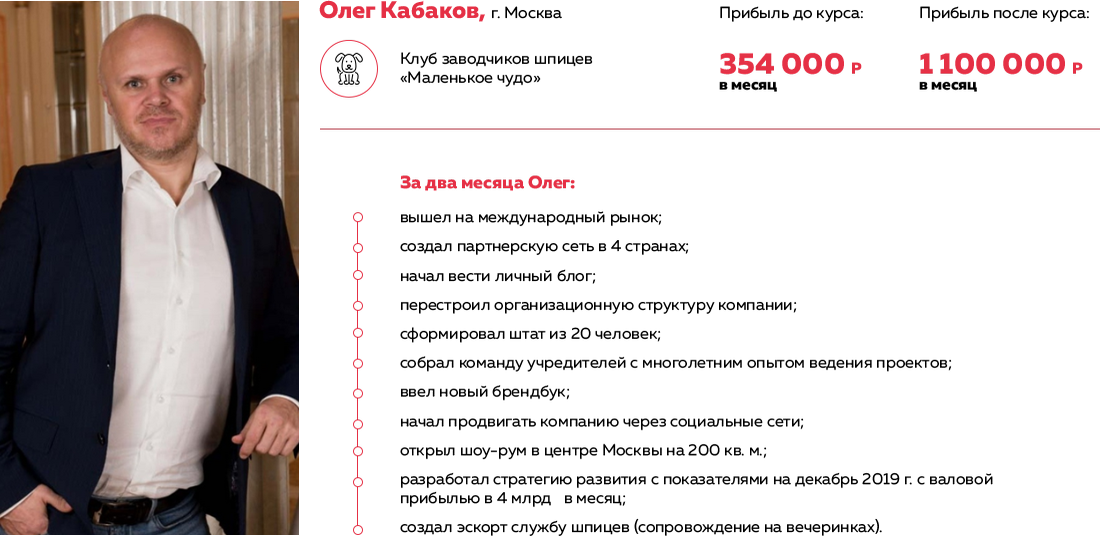 Олег Кабаков, г. Москва
Клуб заводчиков шпицев
«Маленькое чудо»
Прибыль до курса:
354 000 Р
в месяц
Прибыль после курса:
1 100 000 Р
в месяц
За два месяца Олег:
вышел на международный рынок;
создал партнерскую сеть в 4 странах;
начал вести личный блог;
перестроил организационную структуру компании;
сформировал штат из 20 человек;
собрал команду учредителей с многолетним опытом ведения проектов;
ввел новый брендбук;
начал продвигать компанию через социальные сети;
открыл шоу-рум в центре Москвы на 200 кв. м.;
разработал стратегию развития с показателями на декабрь 2019 г. с валовой
прибылью в 4 млрд в месяц;
создал эскорт службу шпицев (сопровождение на вечеринках).